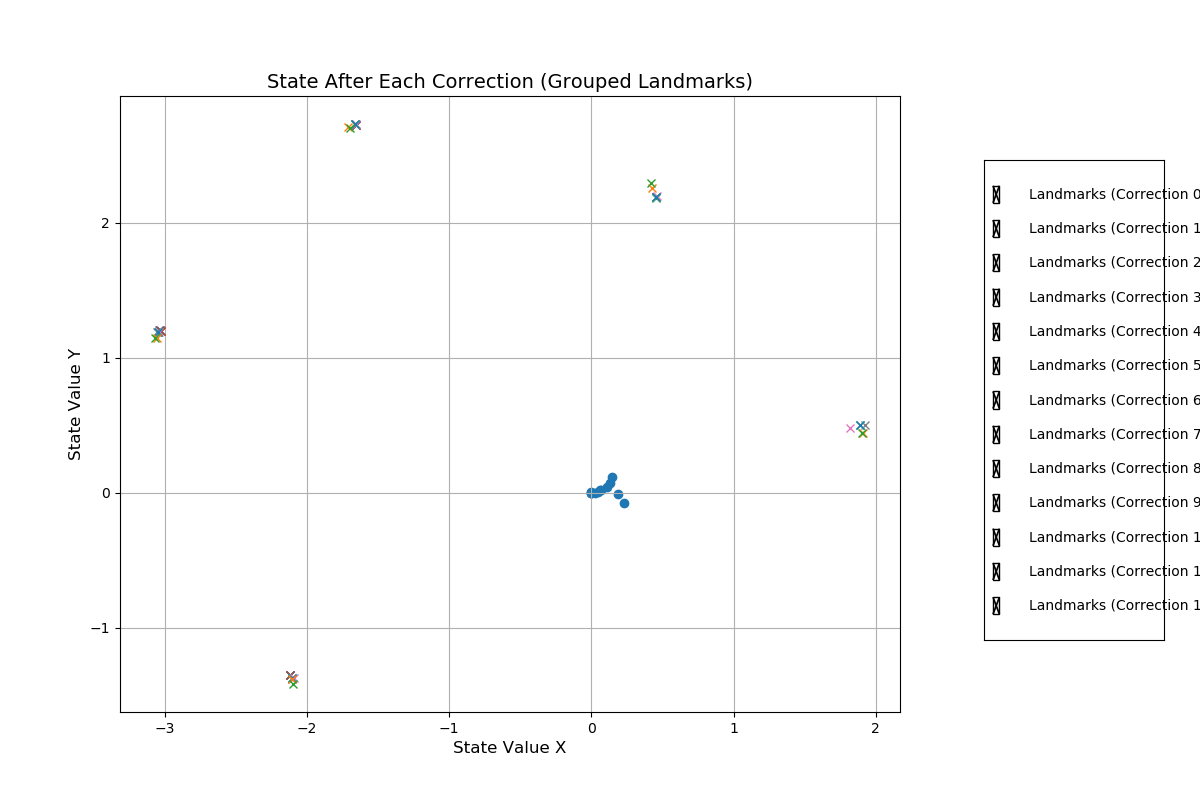 State After Each Correction (Grouped Landmarks)
2
1
0
−1
State Value Y
−3
−2
−1
0
1
2
State Value X
Landmarks (Correction 0
Landmarks (Correction 1
Landmarks (Correction 2
Landmarks (Correction 3
Landmarks (Correction 4
Landmarks (Correction 5
Landmarks (Correction 6
Landmarks (Correction 7
Landmarks (Correction 8
Landmarks (Correction 9
Landmarks (Correction 1
Landmarks (Correction 1
Landmarks (Correction 1